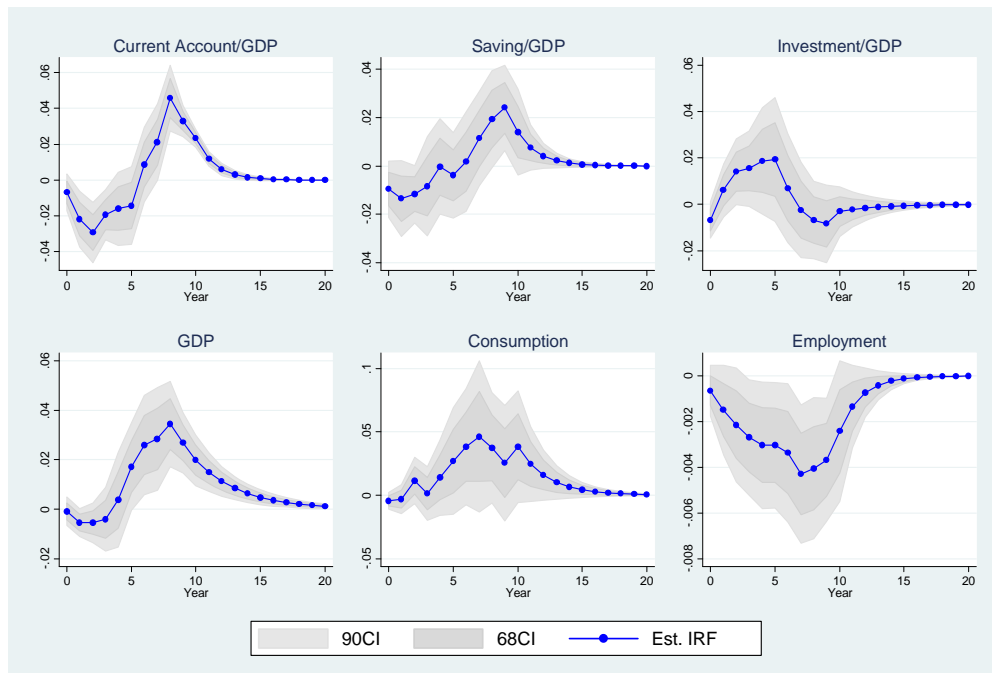 Current Account/GDP
.06
.04
.02
0
-.02
-.04
0 5 10 15 20
Year
Saving/GDP
.04
.02
0
-.02
-.04
0 5 10 15 20
Year
Investment/GDP
.06
.04
.02
0
-.02
0 5 10 15 20
Year
GDP
.06
.04
.02
0
-.02
0 5 10 15 20
Year
Consumption
.1
.05
0
-.05
0 5 10 15 20
Year
Employment
0
-.002
-.004
-.006
-.008
0 5 10 15 20
Year
90CI 68CI Est. IRF